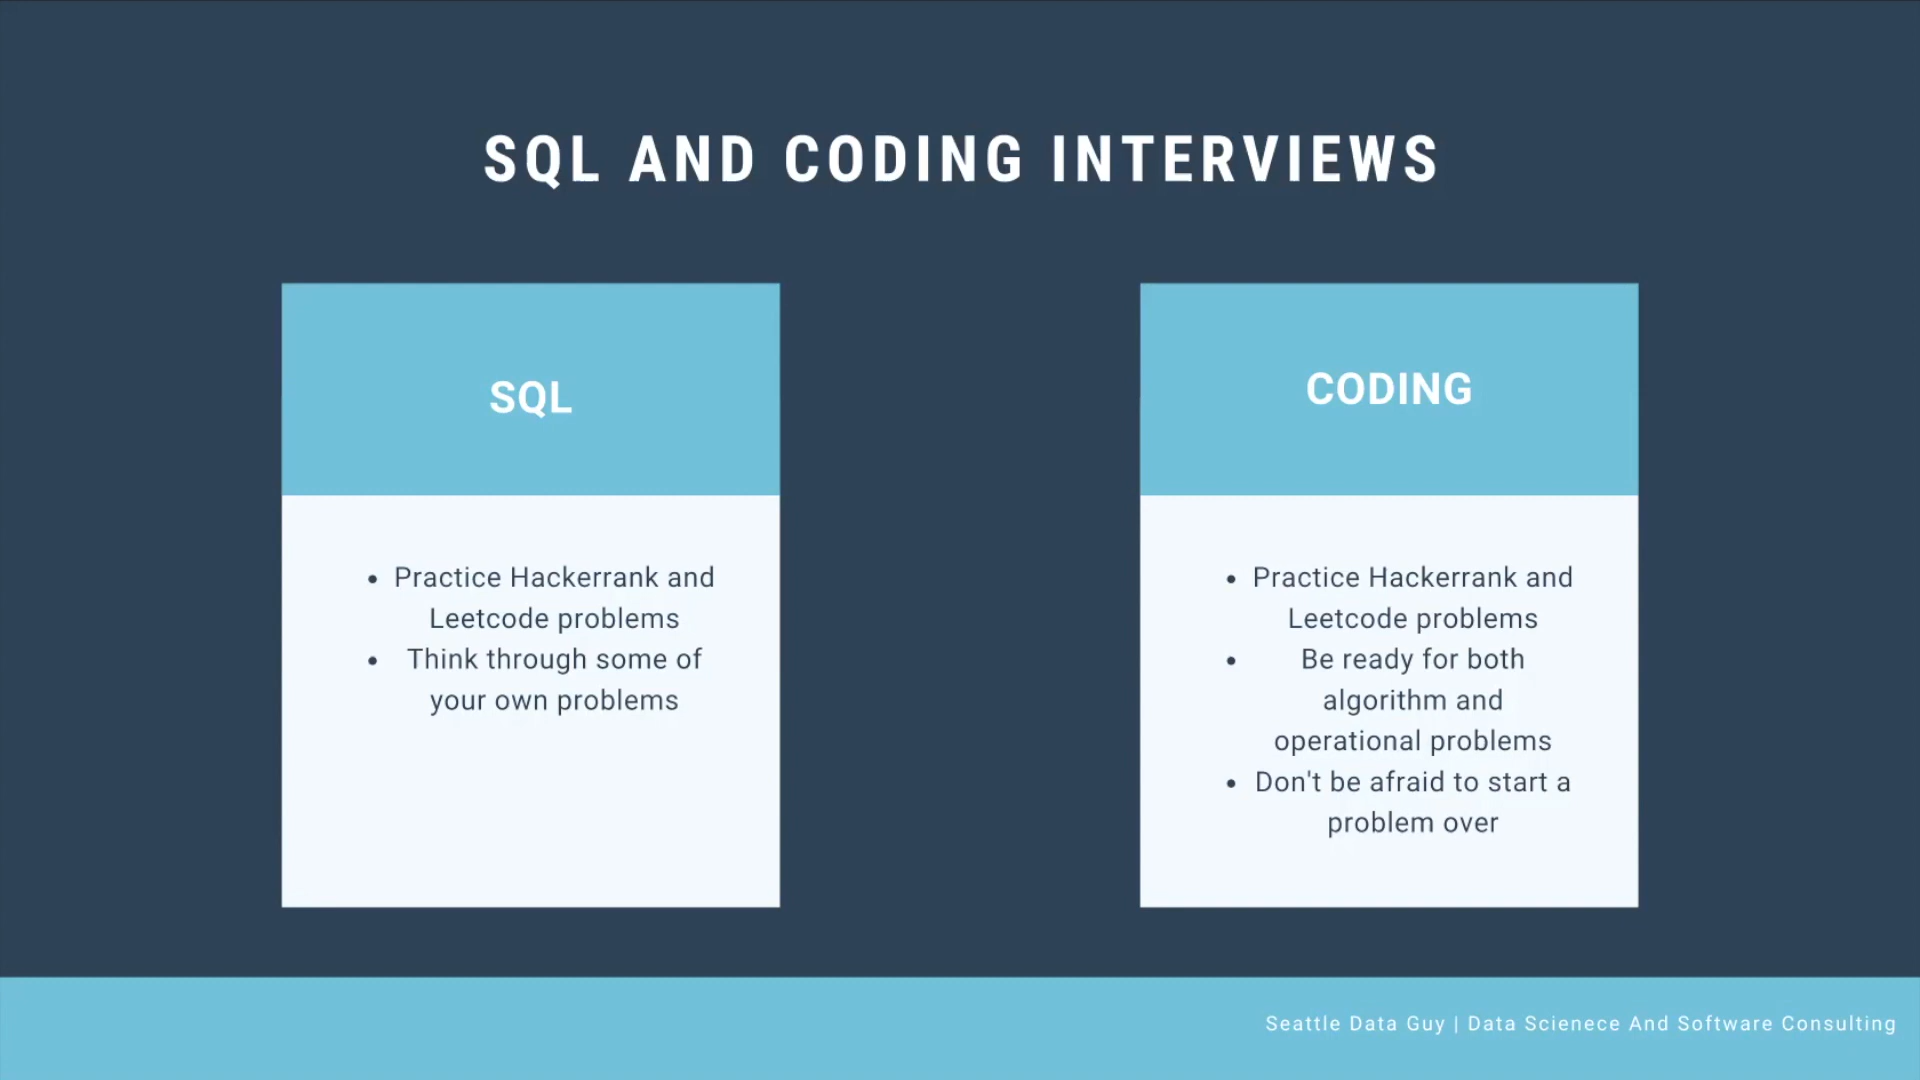 SQL AND CODING INTERVIEWS
SQL
• Practice Hackerrank and
Leetcode problems
• Think through some of
your own problems
CODING
• Practice Hackerrank and
Leetcode problems
• Be ready for both
algorithm and
operational problems
• Don't be afraid to start a
problem over
Seattle Data Guy | Data Scienece And Software Consulting